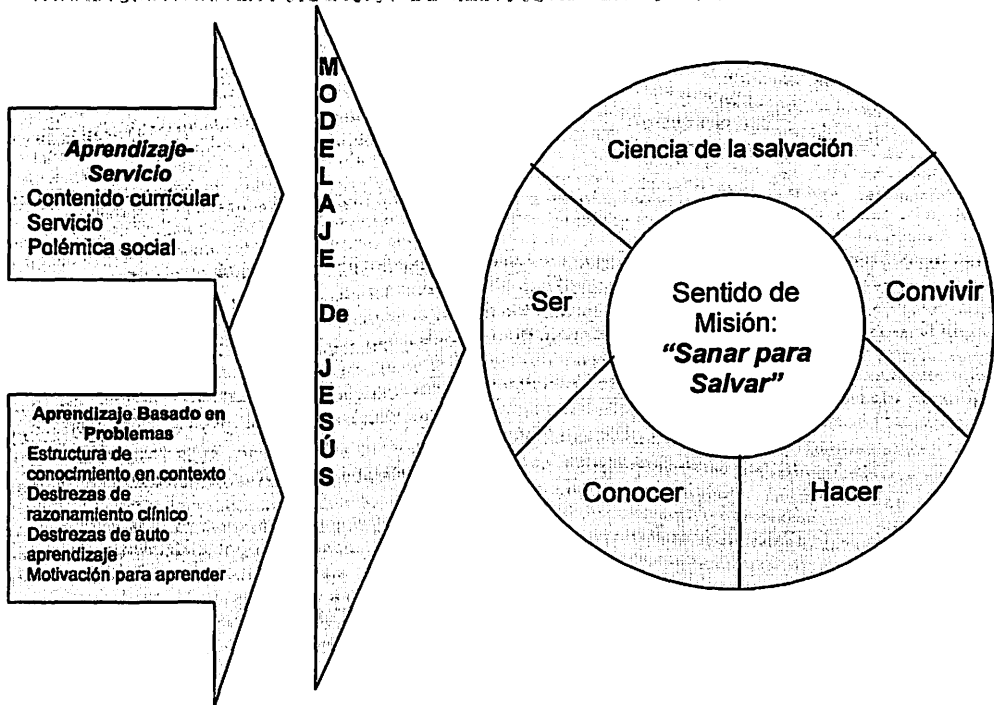 Aprendizaje-
Servicio
Contenido curricular
Servicio
Polémica social
Aprendizaje Basado en
Problemas
Estructura de
conocimiento en contexto
Destrezas de
razonamiento clínico
Destrezas de auto
aprendizaje
Motivación para aprender
MODELAJE
De
JESÚS
Ciencia de la salvación
Ser
Convivir
Conocer
Hacer
Sentido de
Misión:
"Sanar para
Salvar"